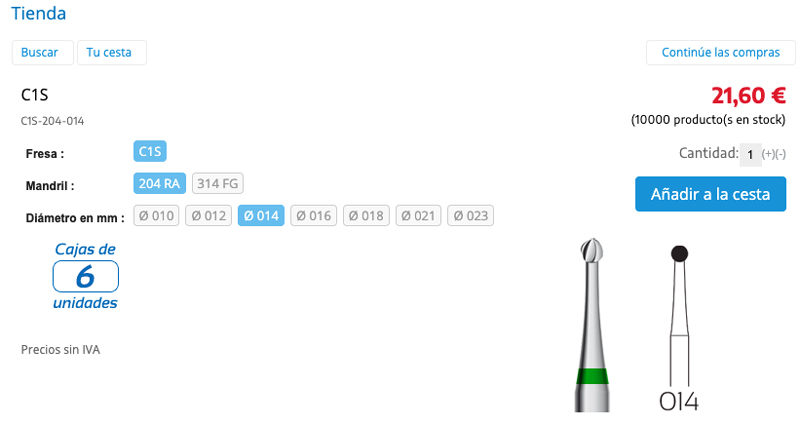 Tienda
Buscar Tu cesta Continúe las compras
C1S 21,60 €
C1S-204-014 (10000 producto(s en stock)
Fresa : C1S Cantidad: 1 (+)(-)
Mandril : 204 RA 314 FG Añadir a la cesta
Diámetro en mm : Ø 010 Ø 012 Ø 014 Ø 016 Ø 018 Ø 021 Ø 023
Cajas de
6
unidades
Precios sin IVA
014